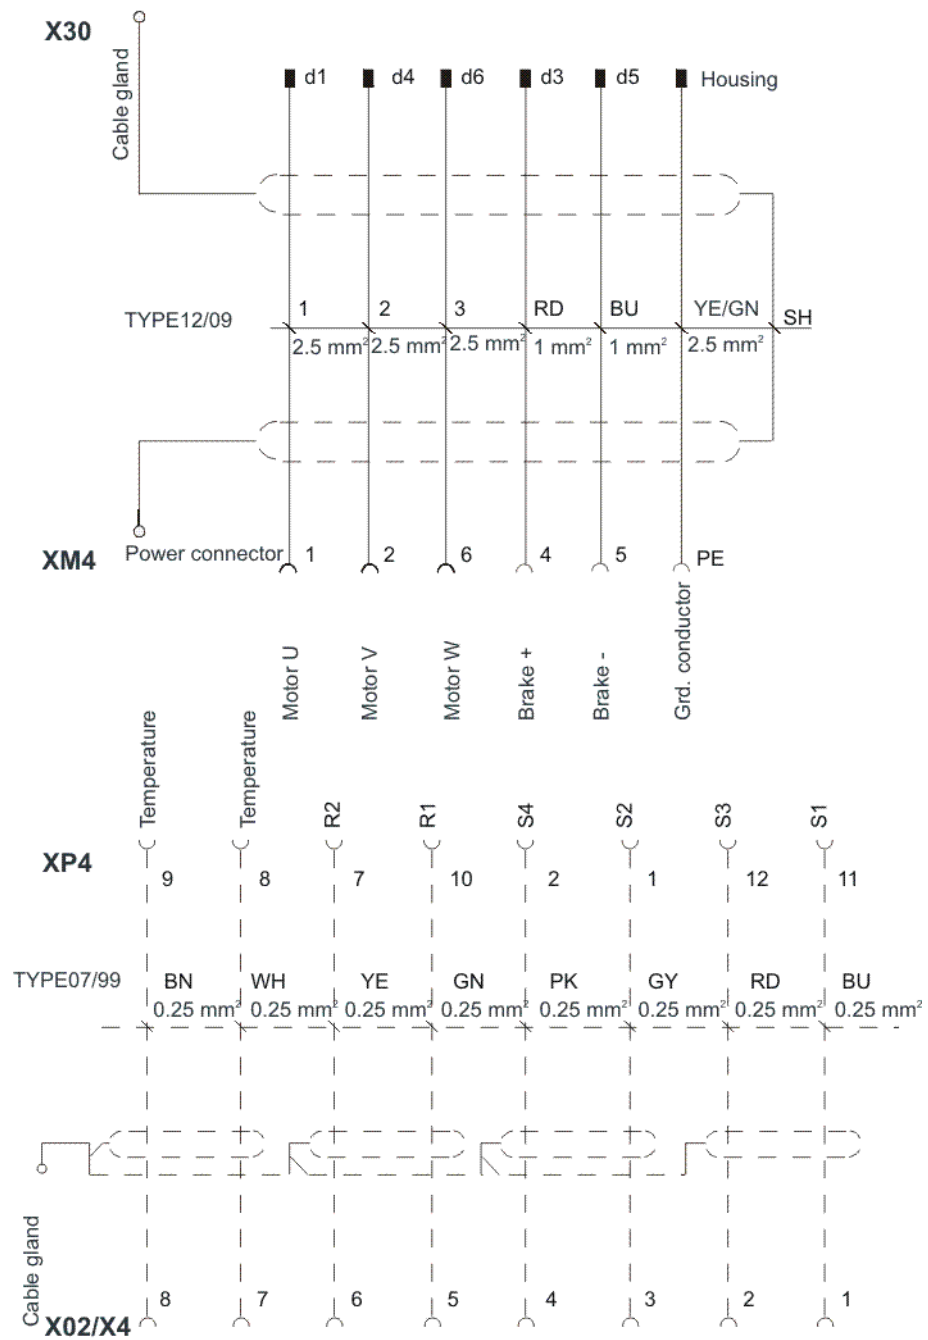 X30
Cable gland
d1 d4 d6 d3 d5 Housing
TYPE12/09
1 2 3 RD BU YE/GN SH
2.5 mm² 2.5 mm² 2.5 mm² 1 mm² 1 mm² 2.5 mm²
XM4
Power connector
1 2 6 4 5 PE
Motor U
Motor V
Motor W
Brake +
Brake -
Grd. conductor
Temperature
Temperature
R2
R1
S4
S2
S3
S1
XP4
9 8 7 10 2 1 12 11
TYPE07/99
BN WH YE GN PK GY RD BU
0.25 mm² 0.25 mm² 0.25 mm² 0.25 mm² 0.25 mm² 0.25 mm² 0.25 mm² 0.25 mm²
Cable gland
8 7 6 5 4 3 2 1
X02/X4